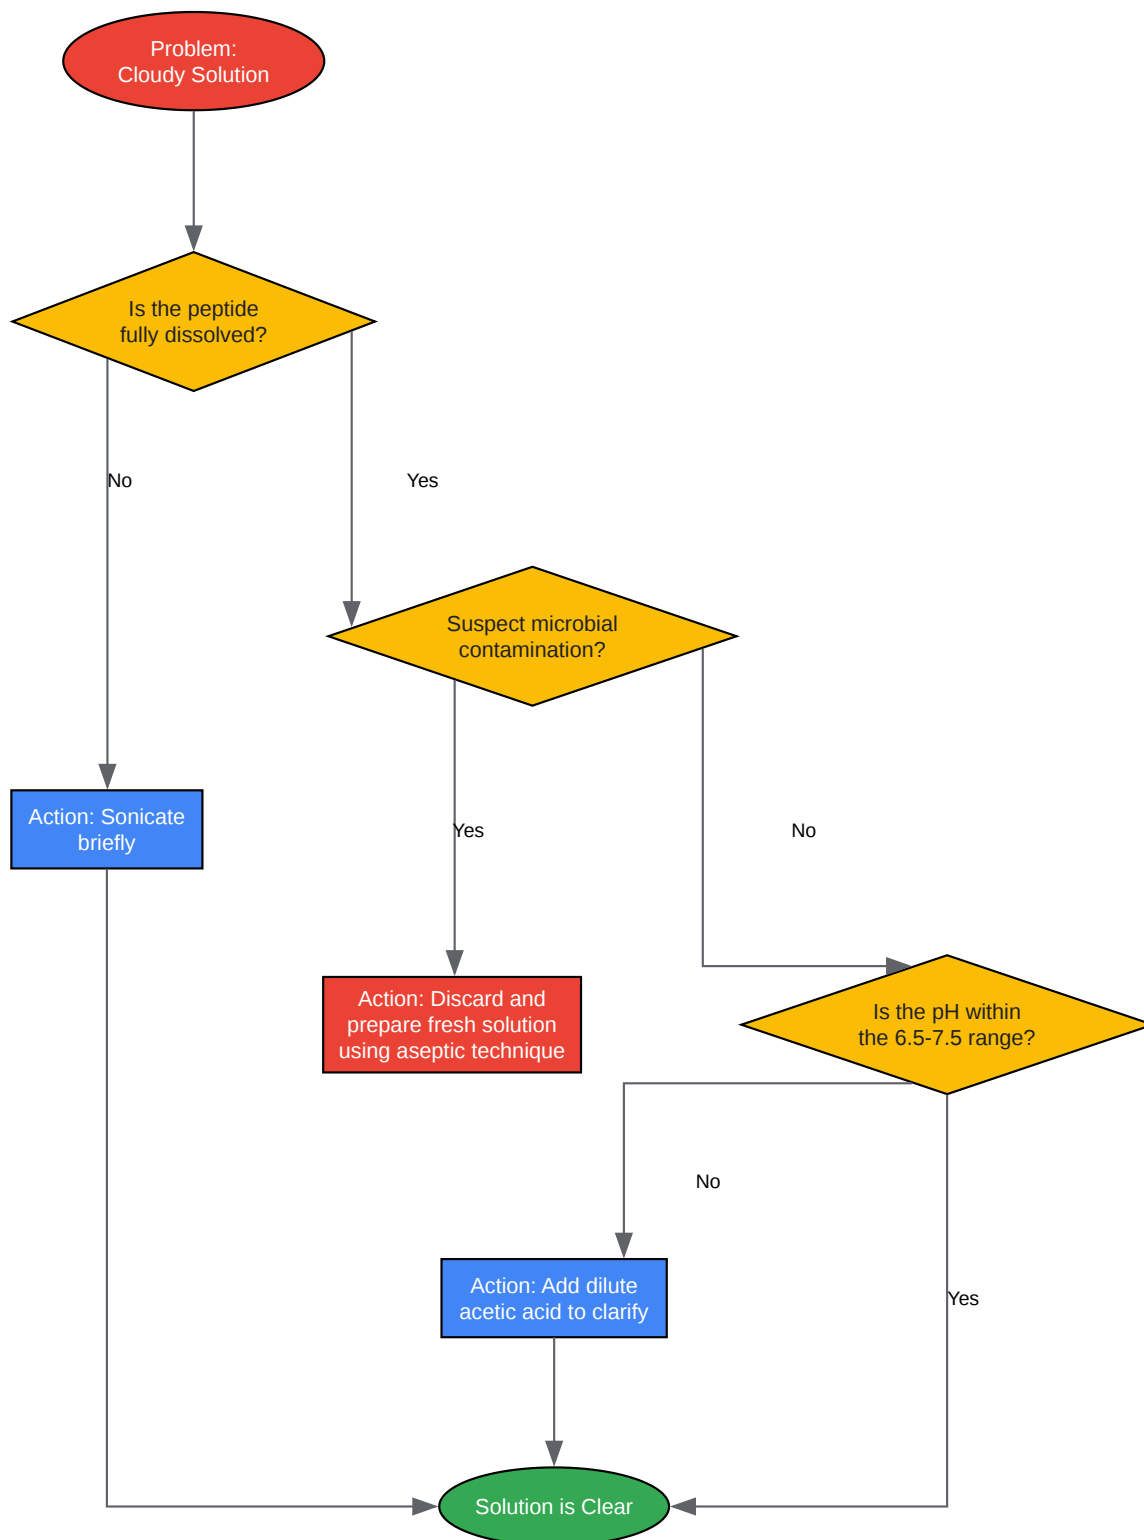 Problem:
Cloudy Solution
Is the peptide
fully dissolved?
No
Yes
Suspect microbial
contamination?
Action: Sonicate
briefly
Yes
No
Action: Discard and
prepare fresh solution
using aseptic technique
Is the pH within
the 6.5-7.5 range?
No
Action: Add dilute
acetic acid to clarify
Yes
Solution is Clear